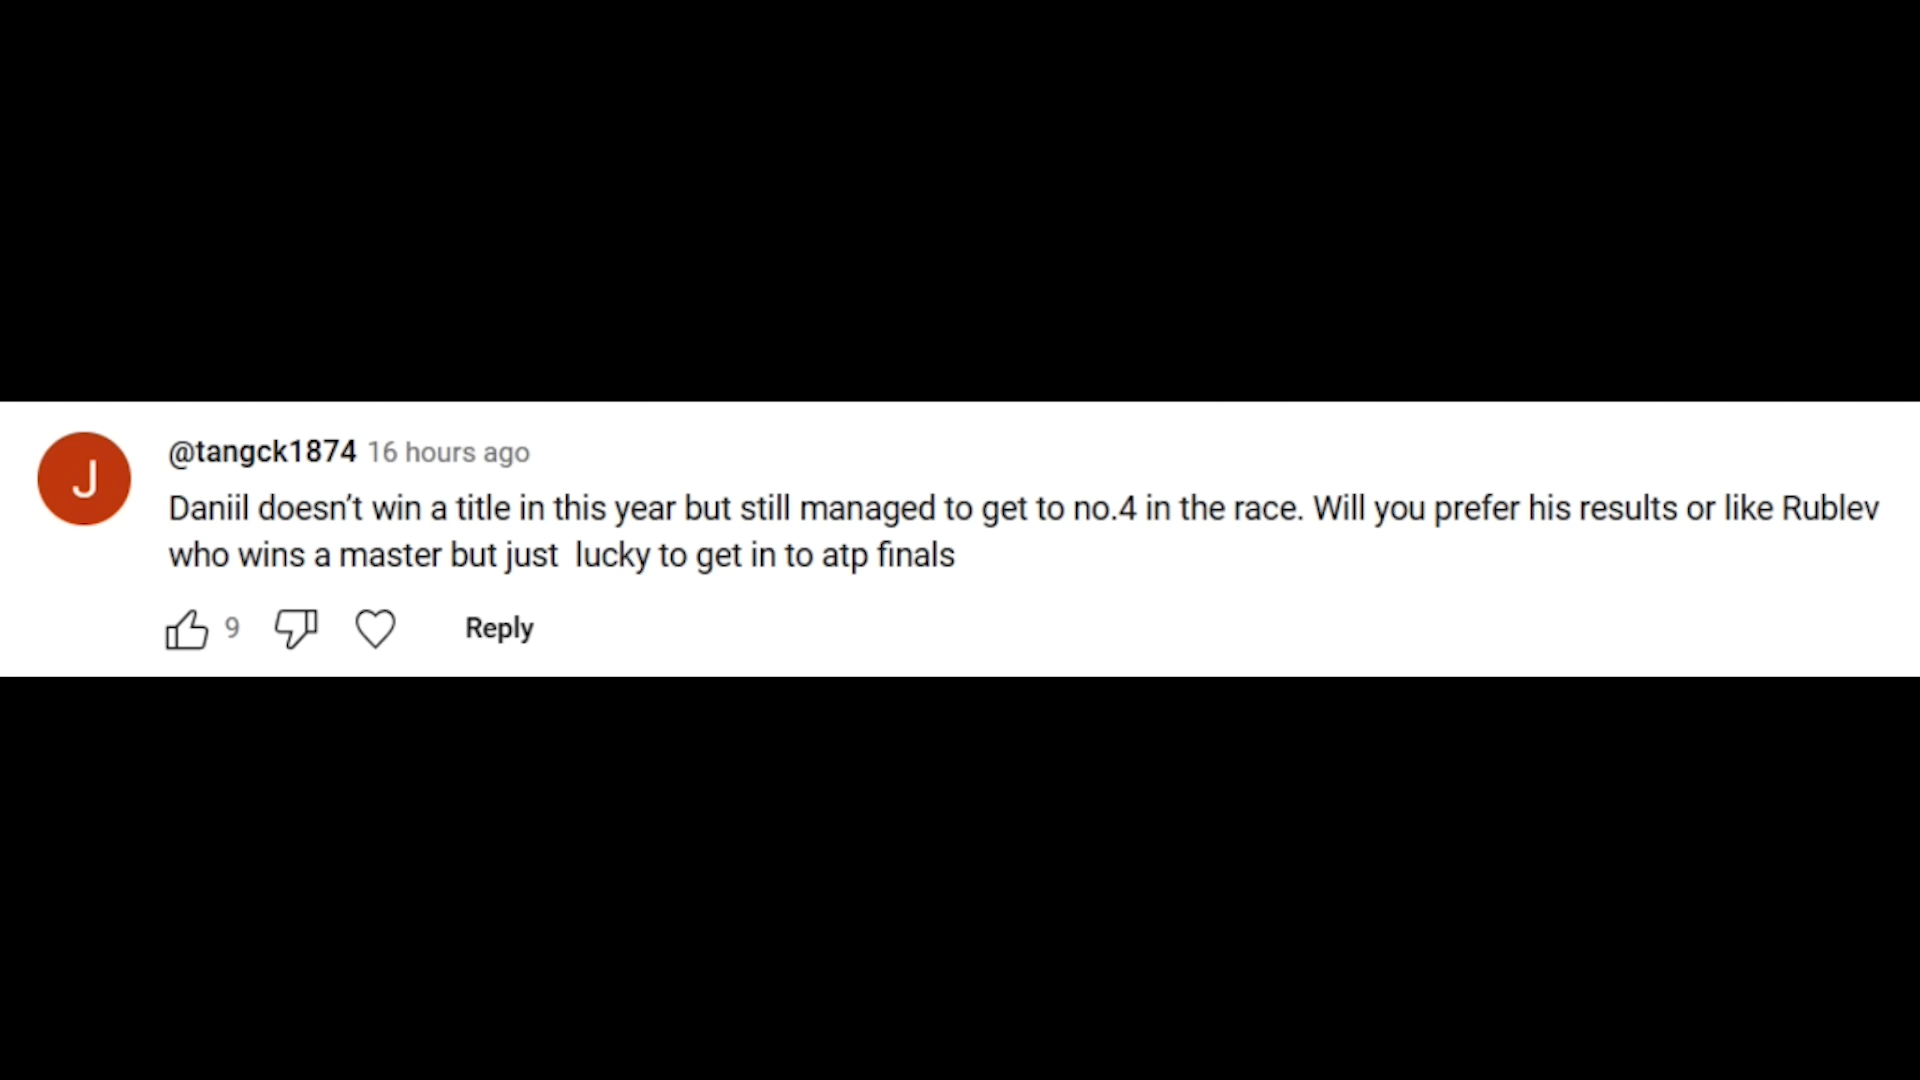 J
@tangck1874 16 hours ago
Daniil doesn’t win a title in this year but still managed to get to no.4 in the race. Will you prefer his results or like Rublev
who wins a master but just  lucky to get in to atp finals
9
Reply